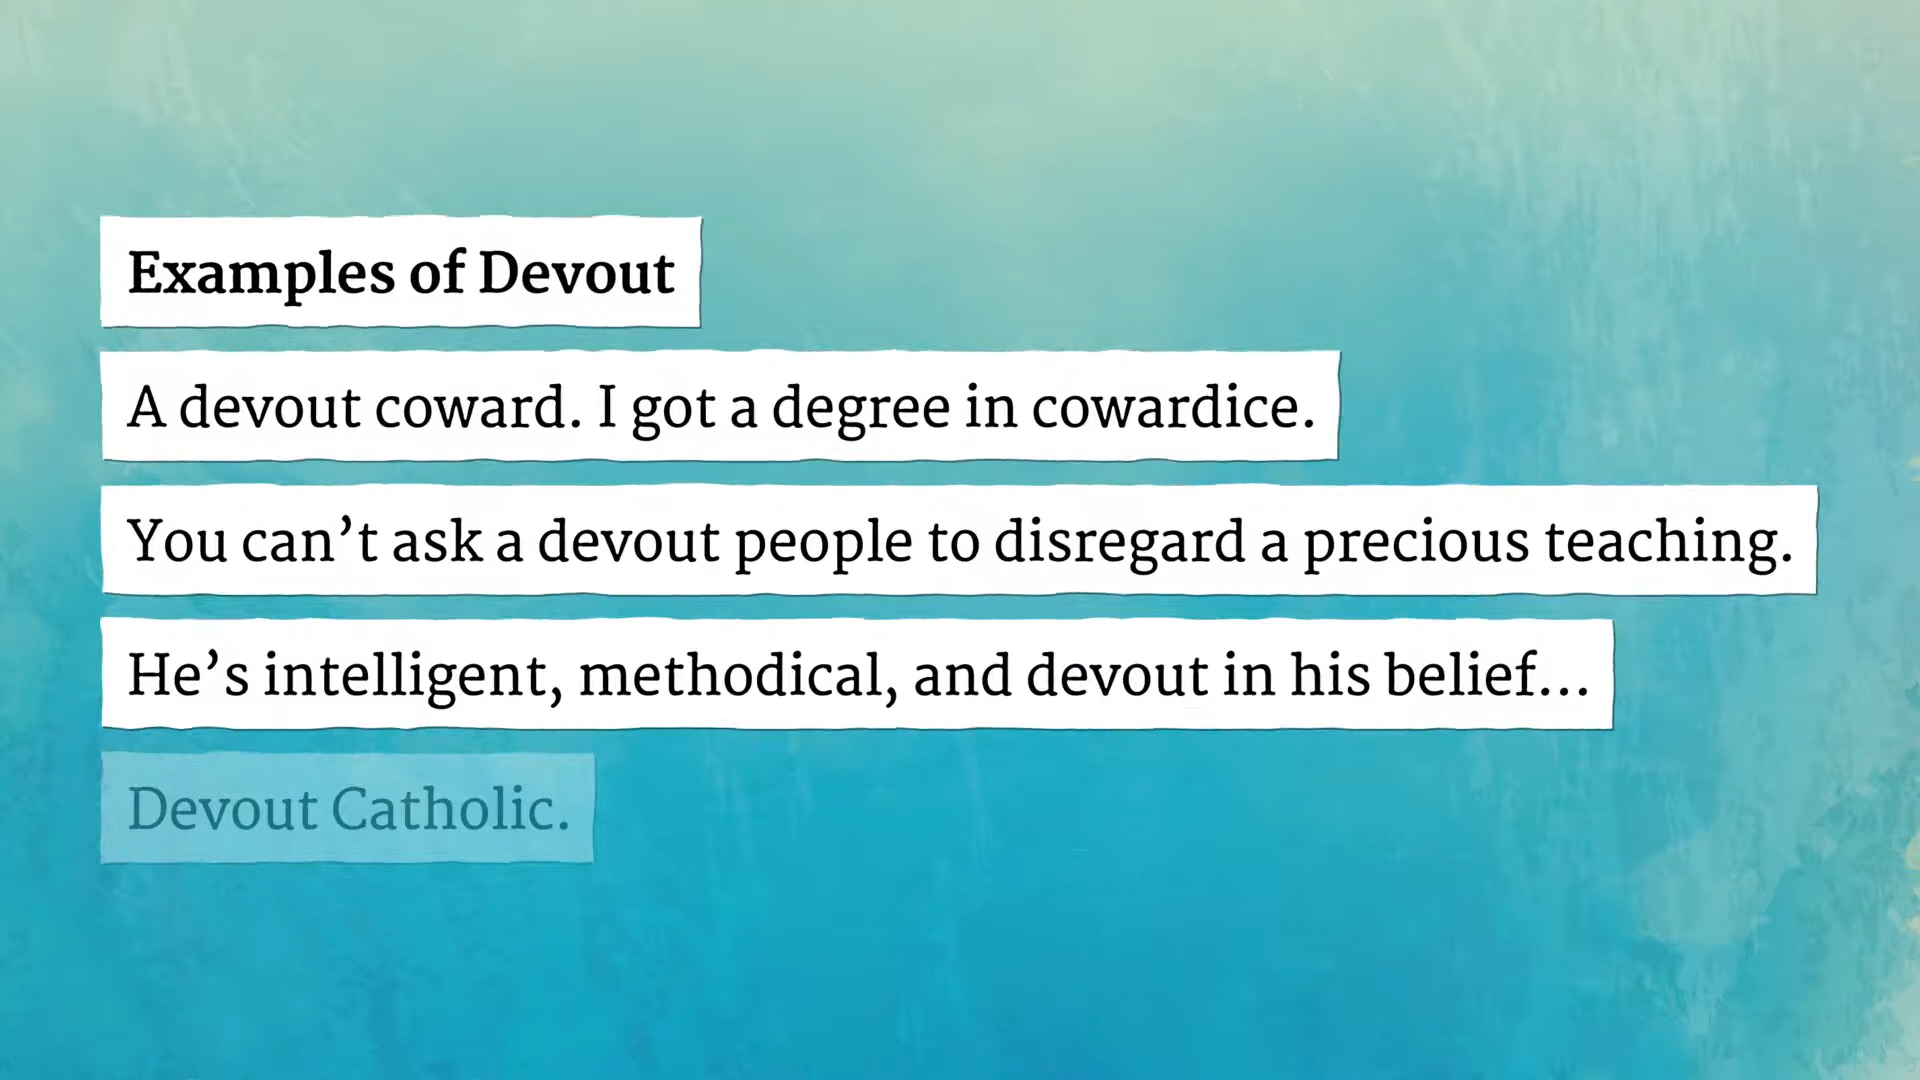 Examples of Devout
A devout coward. I got a degree in cowardice.
You can’t ask a devout people to disregard a precious teaching.
He’s intelligent, methodical, and devout in his belief...
Devout Catholic.